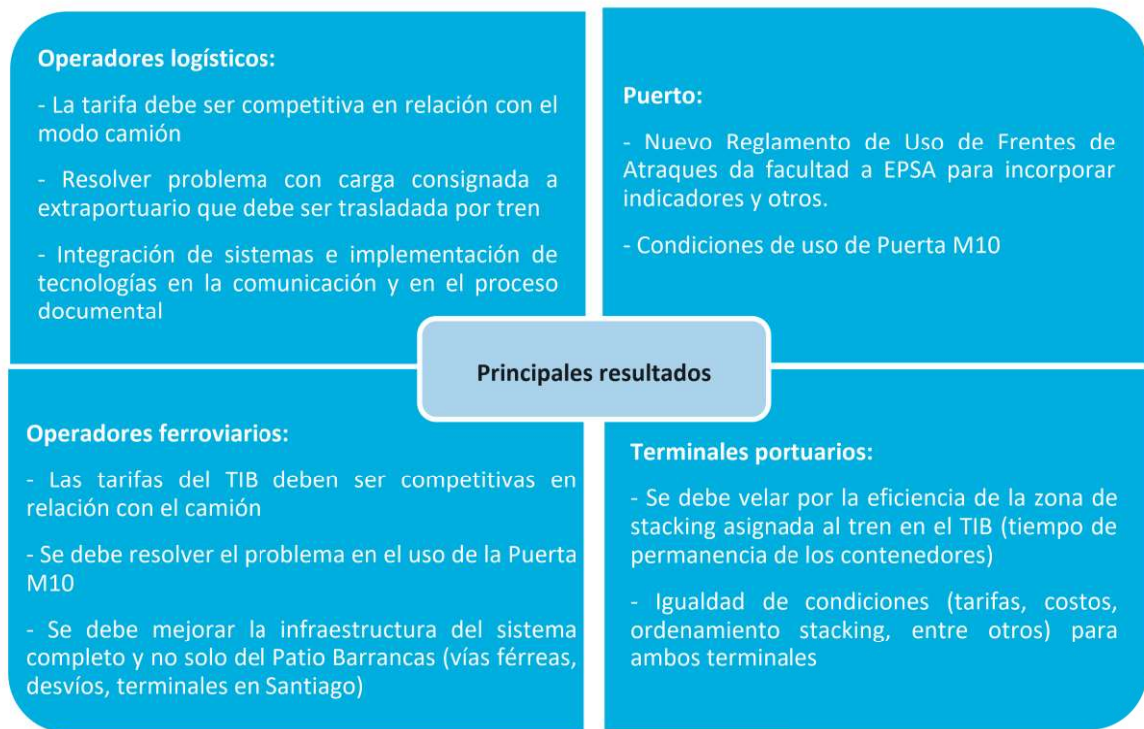 Operadores logísticos:
- La tarifa debe ser competitiva en relación con el
modo camión
- Resolver problema con carga consignada a
extraportuario que debe ser trasladada por tren
- Integración de sistemas e implementación de
tecnologías en la comunicación y en el proceso
documental
Puerto:
- Nuevo Reglamento de Uso de Frentes de
Atraques da facultad a EPSA para incorporar
indicadores y otros.
- Condiciones de uso de Puerta M10
Principales resultados
Operadores ferroviarios:
- Las tarifas del TIB deben ser competitivas en
relación con el camión
- Se debe resolver el problema en el uso de la Puerta
M10
- Se debe mejorar la infraestructura del sistema
completo y no solo del Patio Barrancas (vías férreas,
desvíos, terminales en Santiago)
Terminales portuarios:
- Se debe velar por la eficiencia de la zona de
stacking asignada al tren en el TIB (tiempo de
permanencia de los contenedores)
- Igualdad de condiciones (tarifas, costos,
ordenamiento stacking, entre otros) para
ambos terminales